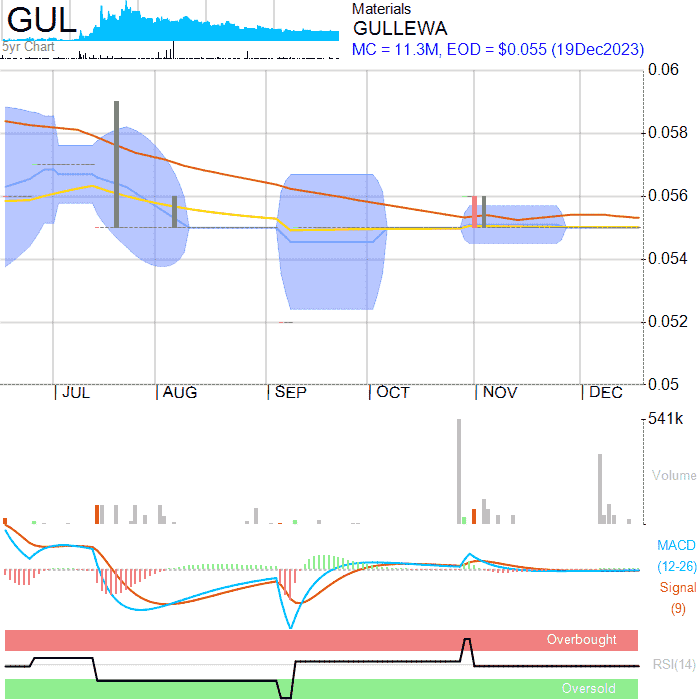 GUL
5yr Chart
Materials
GULLEWA
MC = 11.3M, EOD = $0.055 (19Dec2023)
0.06
0.058
0.056
0.054
0.052
0.05
JUL AUG SEP OCT NOV DEC
541k
Volume
MACD
(12-26)
Signal
(9)
Overbought
RSI(14)
Oversold